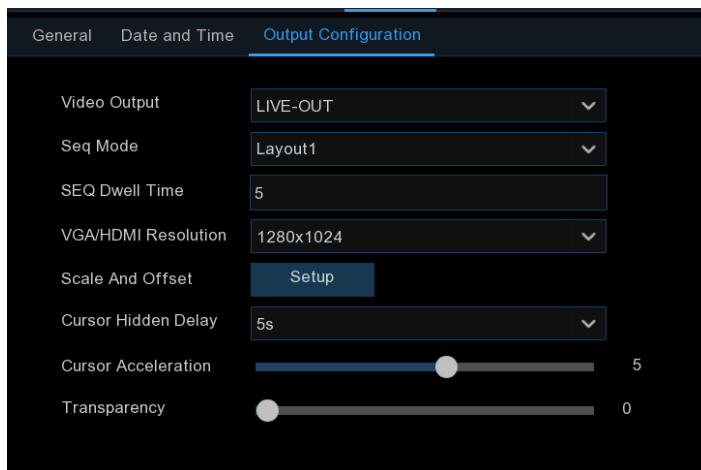 General Date and Time Output Configuration
Video Output LIVE-OUT
Seq Mode Layout1
SEQ Dwell Time 5
VGA/HDMI Resolution 1280x1024
Scale And Offset Setup
Cursor Hidden Delay 5s
Cursor Acceleration 5
Transparency 0